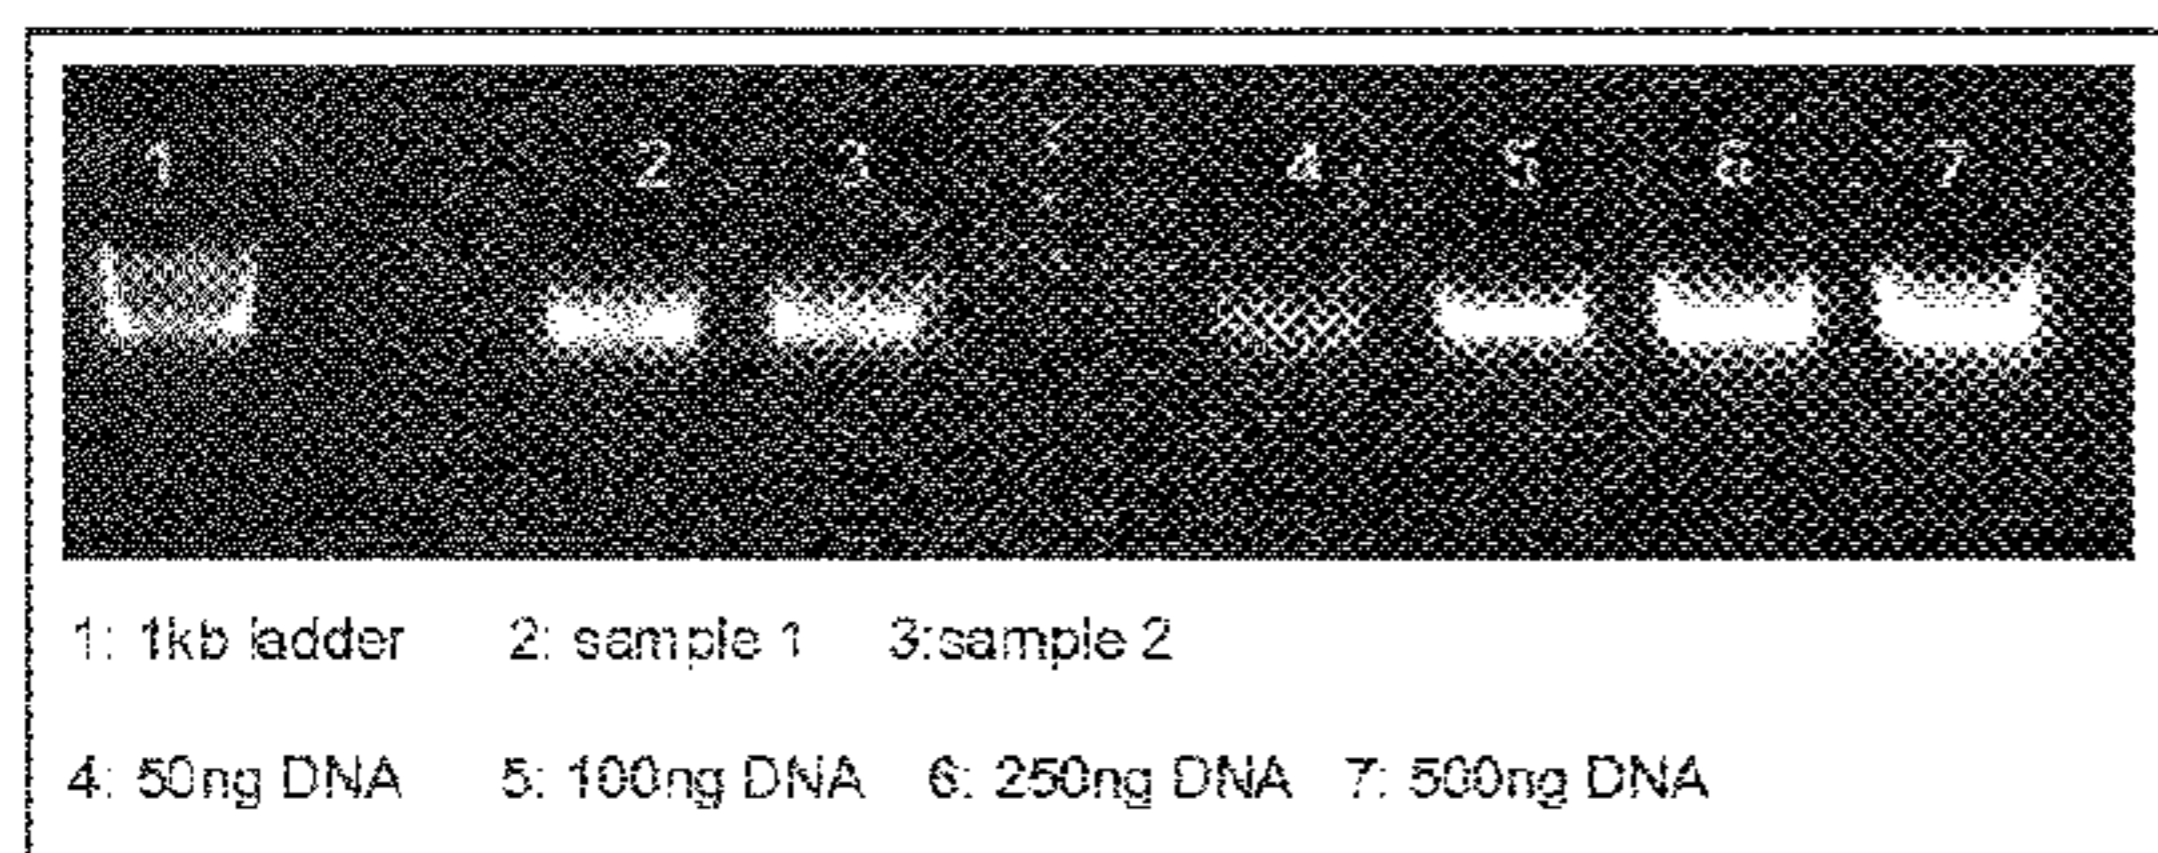 1 2 3 4 5 6 7
1: 1kb ladder 2: sample 1 3:sample 2
4: 50ng DNA 5: 100ng DNA 6: 250ng DNA 7: 500ng DNA